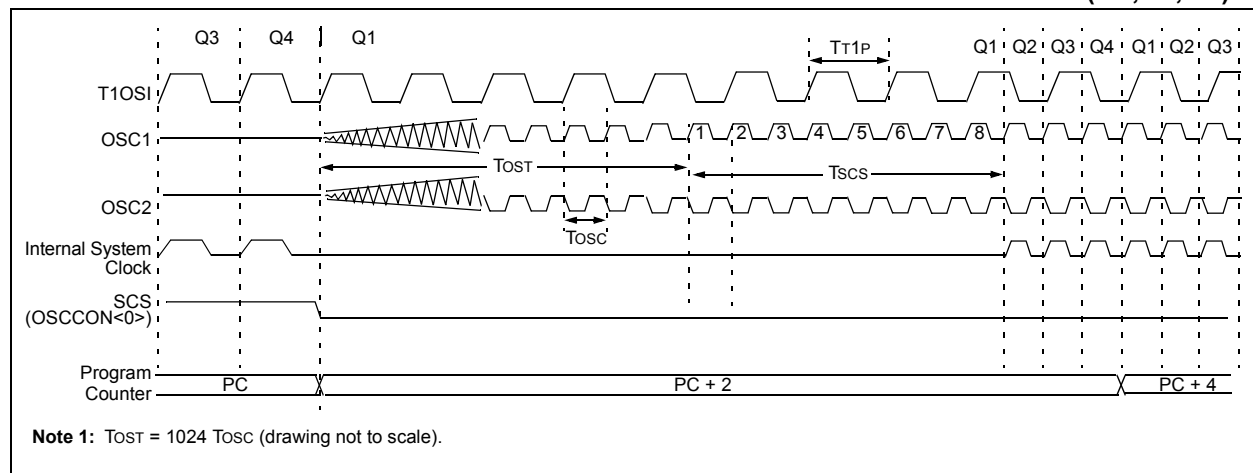 Q3 Q4 Q1 TT1P Q1 Q2 Q3 Q4 Q1 Q2 Q3
T1OSI
OSC1
1 2 3 4 5 6 7 8
TOST
TSCS
OSC2
TOSC
Internal System
Clock
SCS
(OSCCON<0>)
Program
Counter
PC PC + 2 PC + 4
Note 1: TOST = 1024 TOSC (drawing not to scale).